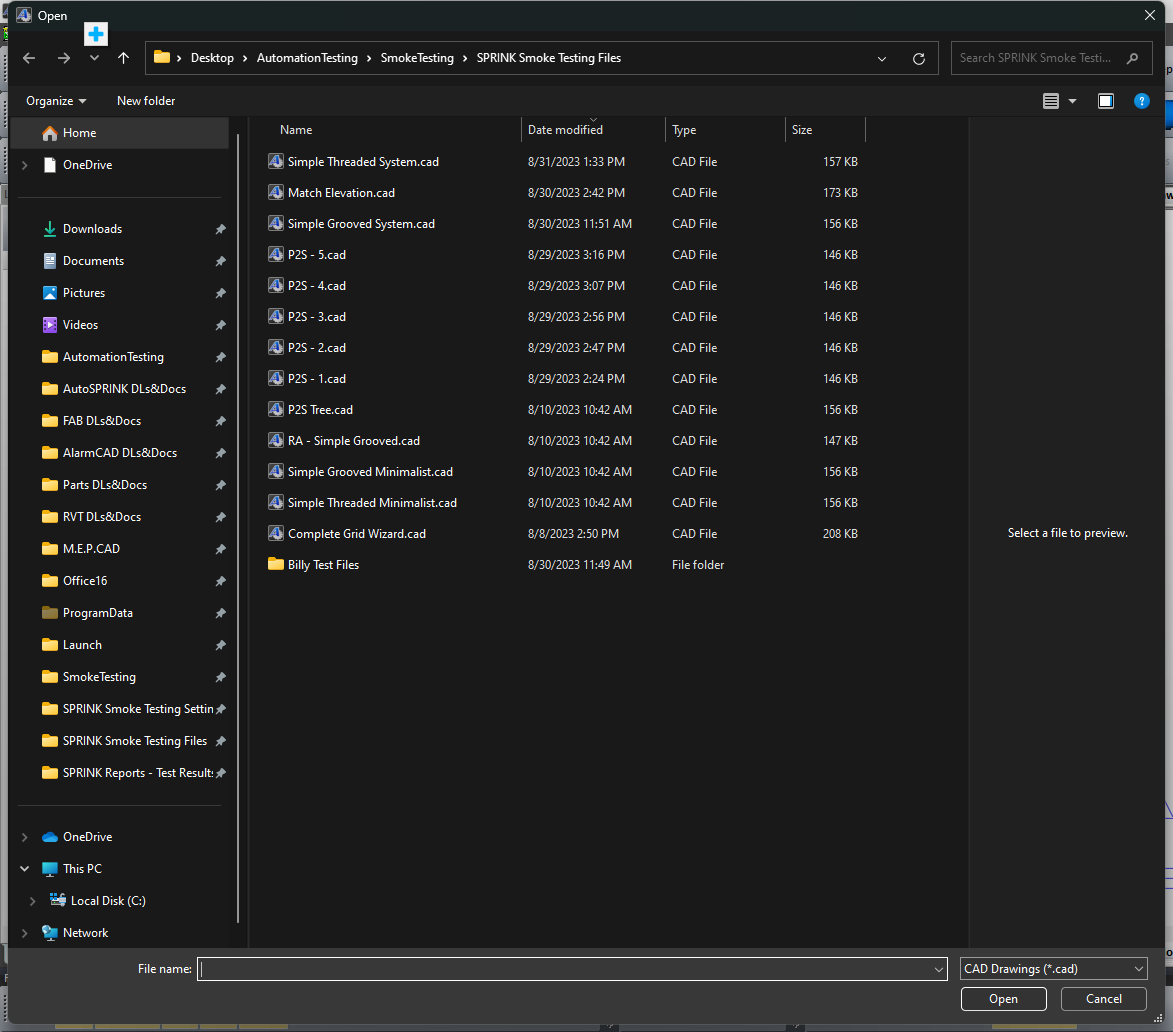 Open
Desktop > AutomationTesting > SmokeTesting > SPRINK Smoke Testing Files
Search SPRINK Smoke Testi...
Organize
New folder
Home
OneDrive
Downloads
Documents
Pictures
Videos
AutomationTesting
AutoSPRINK DLs&Docs
FAB DLs&Docs
AlarmCAD DLs&Docs
Parts DLs&Docs
RVT DLs&Docs
M.E.P.CAD
Office16
ProgramData
Launch
SmokeTesting
SPRINK Smoke Testing Settin
SPRINK Smoke Testing Files
SPRINK Reports - Test Results
OneDrive
This PC
Local Disk (C:)
Network
Name Date modified Type Size
Simple Threaded System.cad 8/31/2023 1:33 PM CAD File 157 KB
Match Elevation.cad 8/30/2023 2:42 PM CAD File 173 KB
Simple Grooved System.cad 8/30/2023 11:51 AM CAD File 156 KB
P2S - 5.cad 8/29/2023 3:16 PM CAD File 146 KB
P2S - 4.cad 8/29/2023 3:07 PM CAD File 146 KB
P2S - 3.cad 8/29/2023 2:56 PM CAD File 146 KB
P2S - 2.cad 8/29/2023 2:47 PM CAD File 146 KB
P2S - 1.cad 8/29/2023 2:24 PM CAD File 146 KB
P2S Tree.cad 8/10/2023 10:42 AM CAD File 156 KB
RA - Simple Grooved.cad 8/10/2023 10:42 AM CAD File 147 KB
Simple Grooved Minimalist.cad 8/10/2023 10:42 AM CAD File 156 KB
Simple Threaded Minimalist.cad 8/10/2023 10:42 AM CAD File 156 KB
Complete Grid Wizard.cad 8/8/2023 2:50 PM CAD File 208 KB
Billy Test Files 8/30/2023 11:49 AM File folder
Select a file to preview.
File name:
CAD Drawings (*.cad)
Open
Cancel